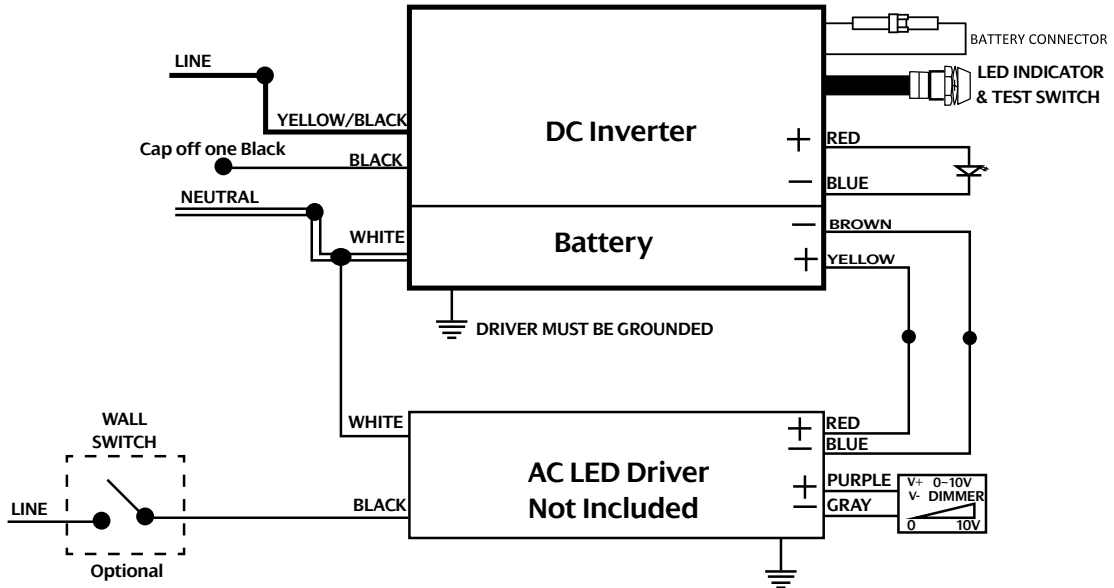 BATTERY CONNECTOR
LINE
LED INDICATOR
& TEST SWITCH
YELLOW/BLACK
DC Inverter
+
RED
Cap off one Black
BLACK
−
BLUE
NEUTRAL
WHITE
Battery
−
BROWN
+
YELLOW
DRIVER MUST BE GROUNDED
WALL
SWITCH
WHITE
+
RED
−
BLUE
AC LED Driver
Not Included
+
PURPLE
−
GRAY
V+ 0~10V
V- DIMMER
0 10V
LINE
BLACK
Optional